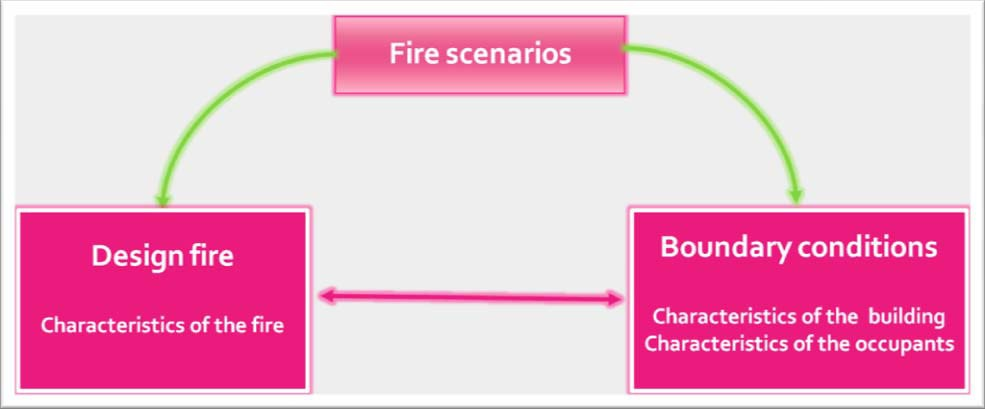 Fire scenarios
Design fire
Characteristics of the fire
Boundary conditions
Characteristics of the building
Characteristics of the occupants